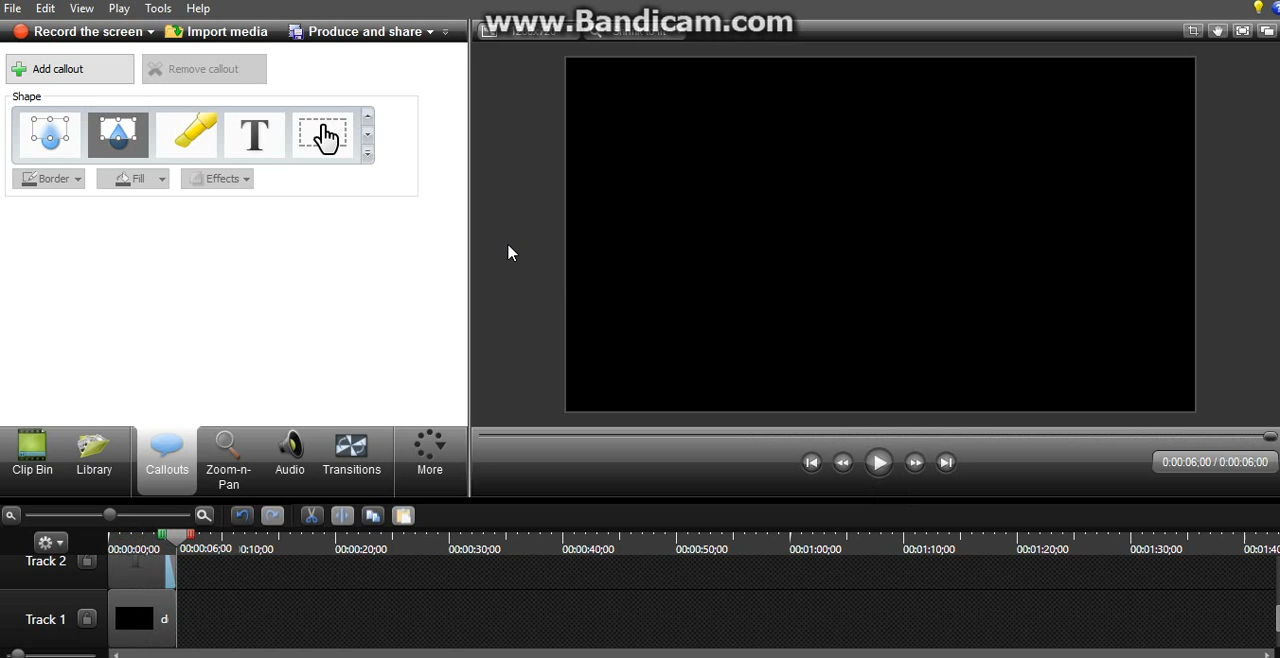 File Edit View Play Tools Help
www.Bandicam.com
Record the screen Import media Produce and share
Add callout Remove callout
Shape
T
Border Fill Effects
Clip Bin Library Callouts Zoom-n-Pan Audio Transitions More
0:00:06;00 / 0:00:06;00
00:00:00;00 00:00:06;00 00:00:20;00 00:00:30;00 00:00:40;00 00:00:50;00 00:01:00;00 00:01:10;00 00:01:20;00 00:01:30;00
Track 2
Track 1 d